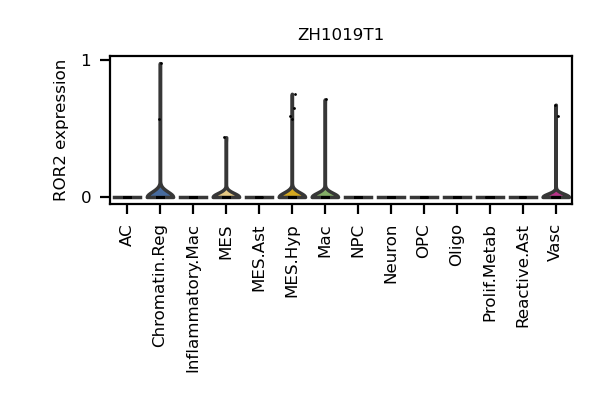 ZH1019T1
ROR2 expression
1
0
AC
Chromatin.Reg
Inflammatory.Mac
MES
MES.Ast
MES.Hyp
Mac
NPC
Neuron
OPC
Oligo
Prolif.Metab
Reactive.Ast
Vasc